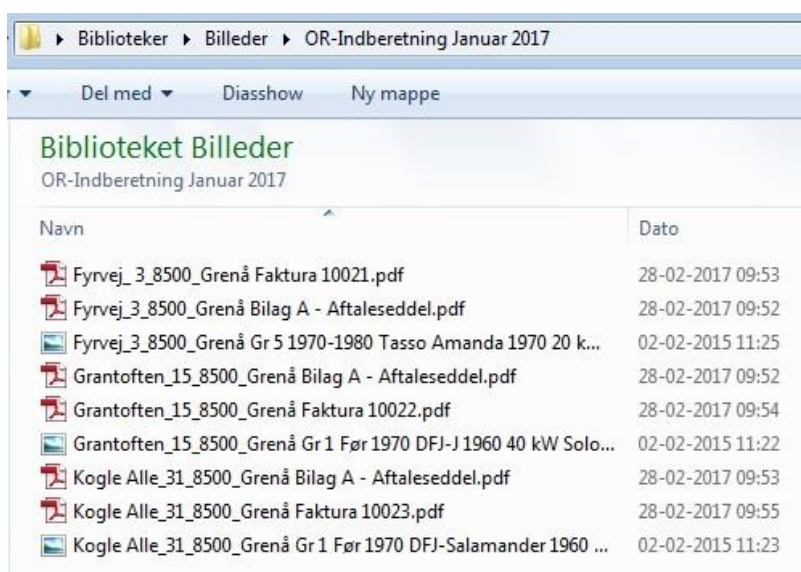 Biblioteker ▸ Billeder ▸ OR-Indberetning Januar 2017
Del med Diasshow Ny mappe
Biblioteket Billeder
OR-Indberetning Januar 2017
Navn Dato
Fyrvej_ 3_8500_Grenå Faktura 10021.pdf 28-02-2017 09:53
Fyrvej_3_8500_Grenå Bilag A - Aftaleseddel.pdf 28-02-2017 09:52
Fyrvej_3_8500_Grenå Gr 5 1970-1980 Tasso Amanda 1970 20 k... 02-02-2015 11:25
Grantoften_15_8500_Grenå Bilag A - Aftaleseddel.pdf 28-02-2017 09:52
Grantoften_15_8500_Grenå Faktura 10022.pdf 28-02-2017 09:54
Grantoften_15_8500_Grenå Gr 1 Før 1970 DFJ-J 1960 40 kW Solo... 02-02-2015 11:22
Kogle Alle_31_8500_Grenå Bilag A - Aftaleseddel.pdf 28-02-2017 09:53
Kogle Alle_31_8500_Grenå Faktura 10023.pdf 28-02-2017 09:55
Kogle Alle_31_8500_Grenå Gr 1 Før 1970 DFJ-Salamander 1960 ... 02-02-2015 11:23